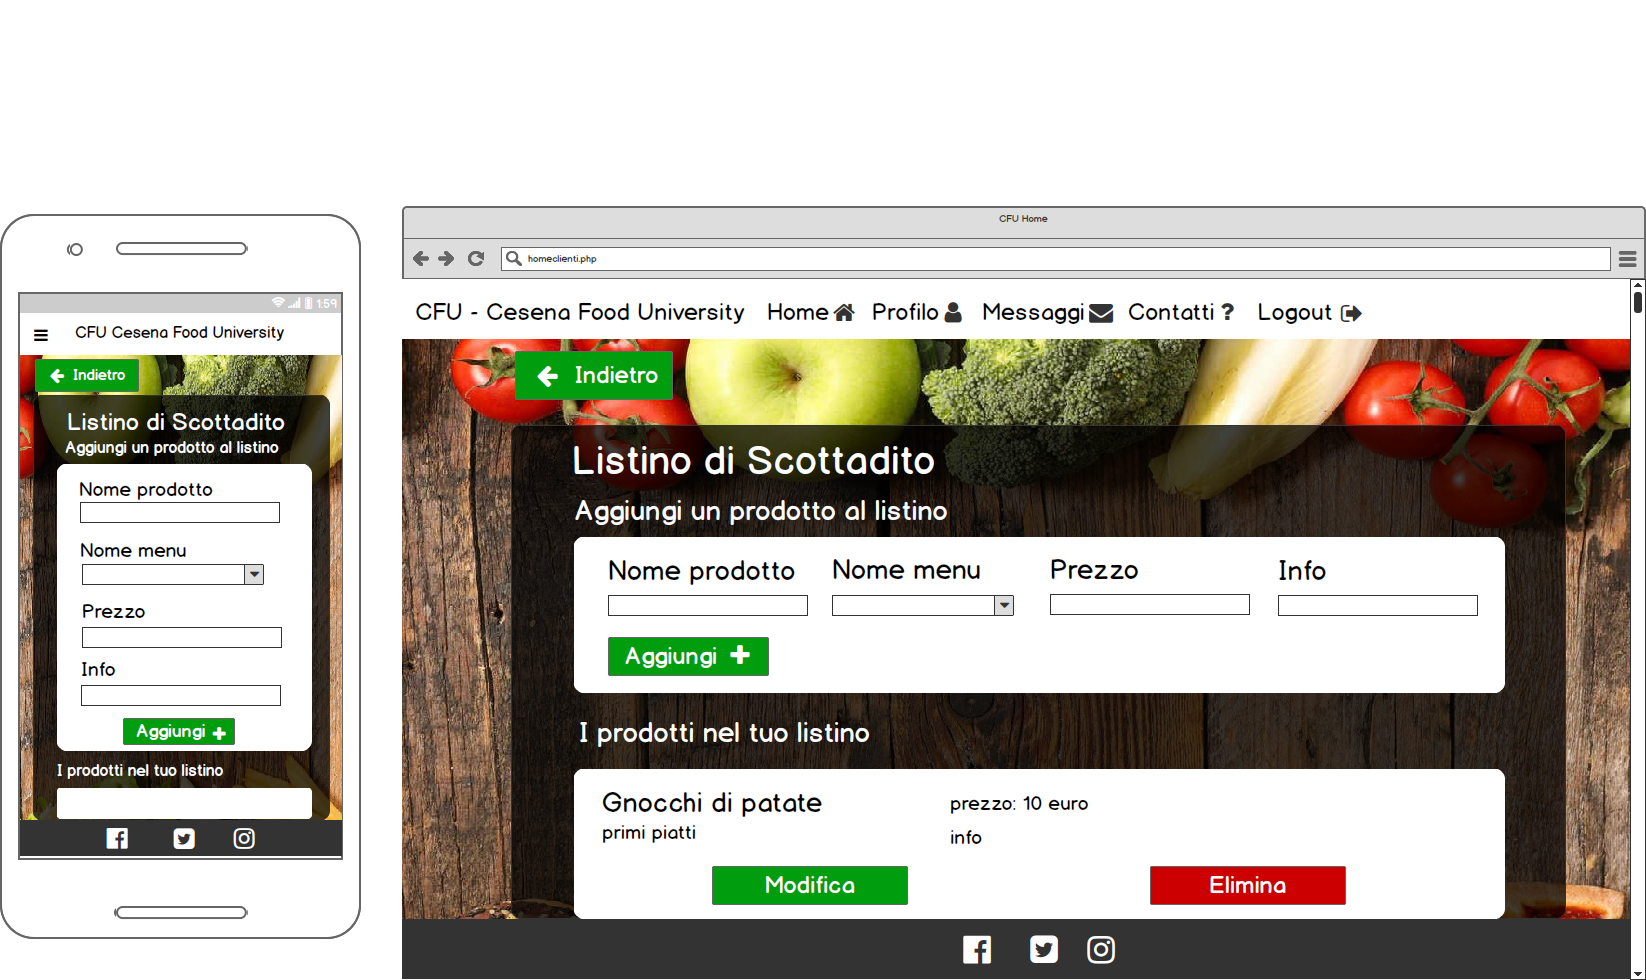 1:59
CFU Cesena Food University
Indietro
Listino di Scottadito
Aggiungi un prodotto al listino
Nome prodotto
Nome menu
Prezzo
Info
Aggiungi
I prodotti nel tuo listino
CFU Home
homeclienti.php
CFU - Cesena Food University Home Profilo Messaggi Contatti ? Logout
Indietro
Listino di Scottadito
Aggiungi un prodotto al listino
Nome prodotto Nome menu Prezzo Info
Aggiungi
I prodotti nel tuo listino
Gnocchi di patate prezzo: 10 euro
primi piatti info
Modifica Elimina